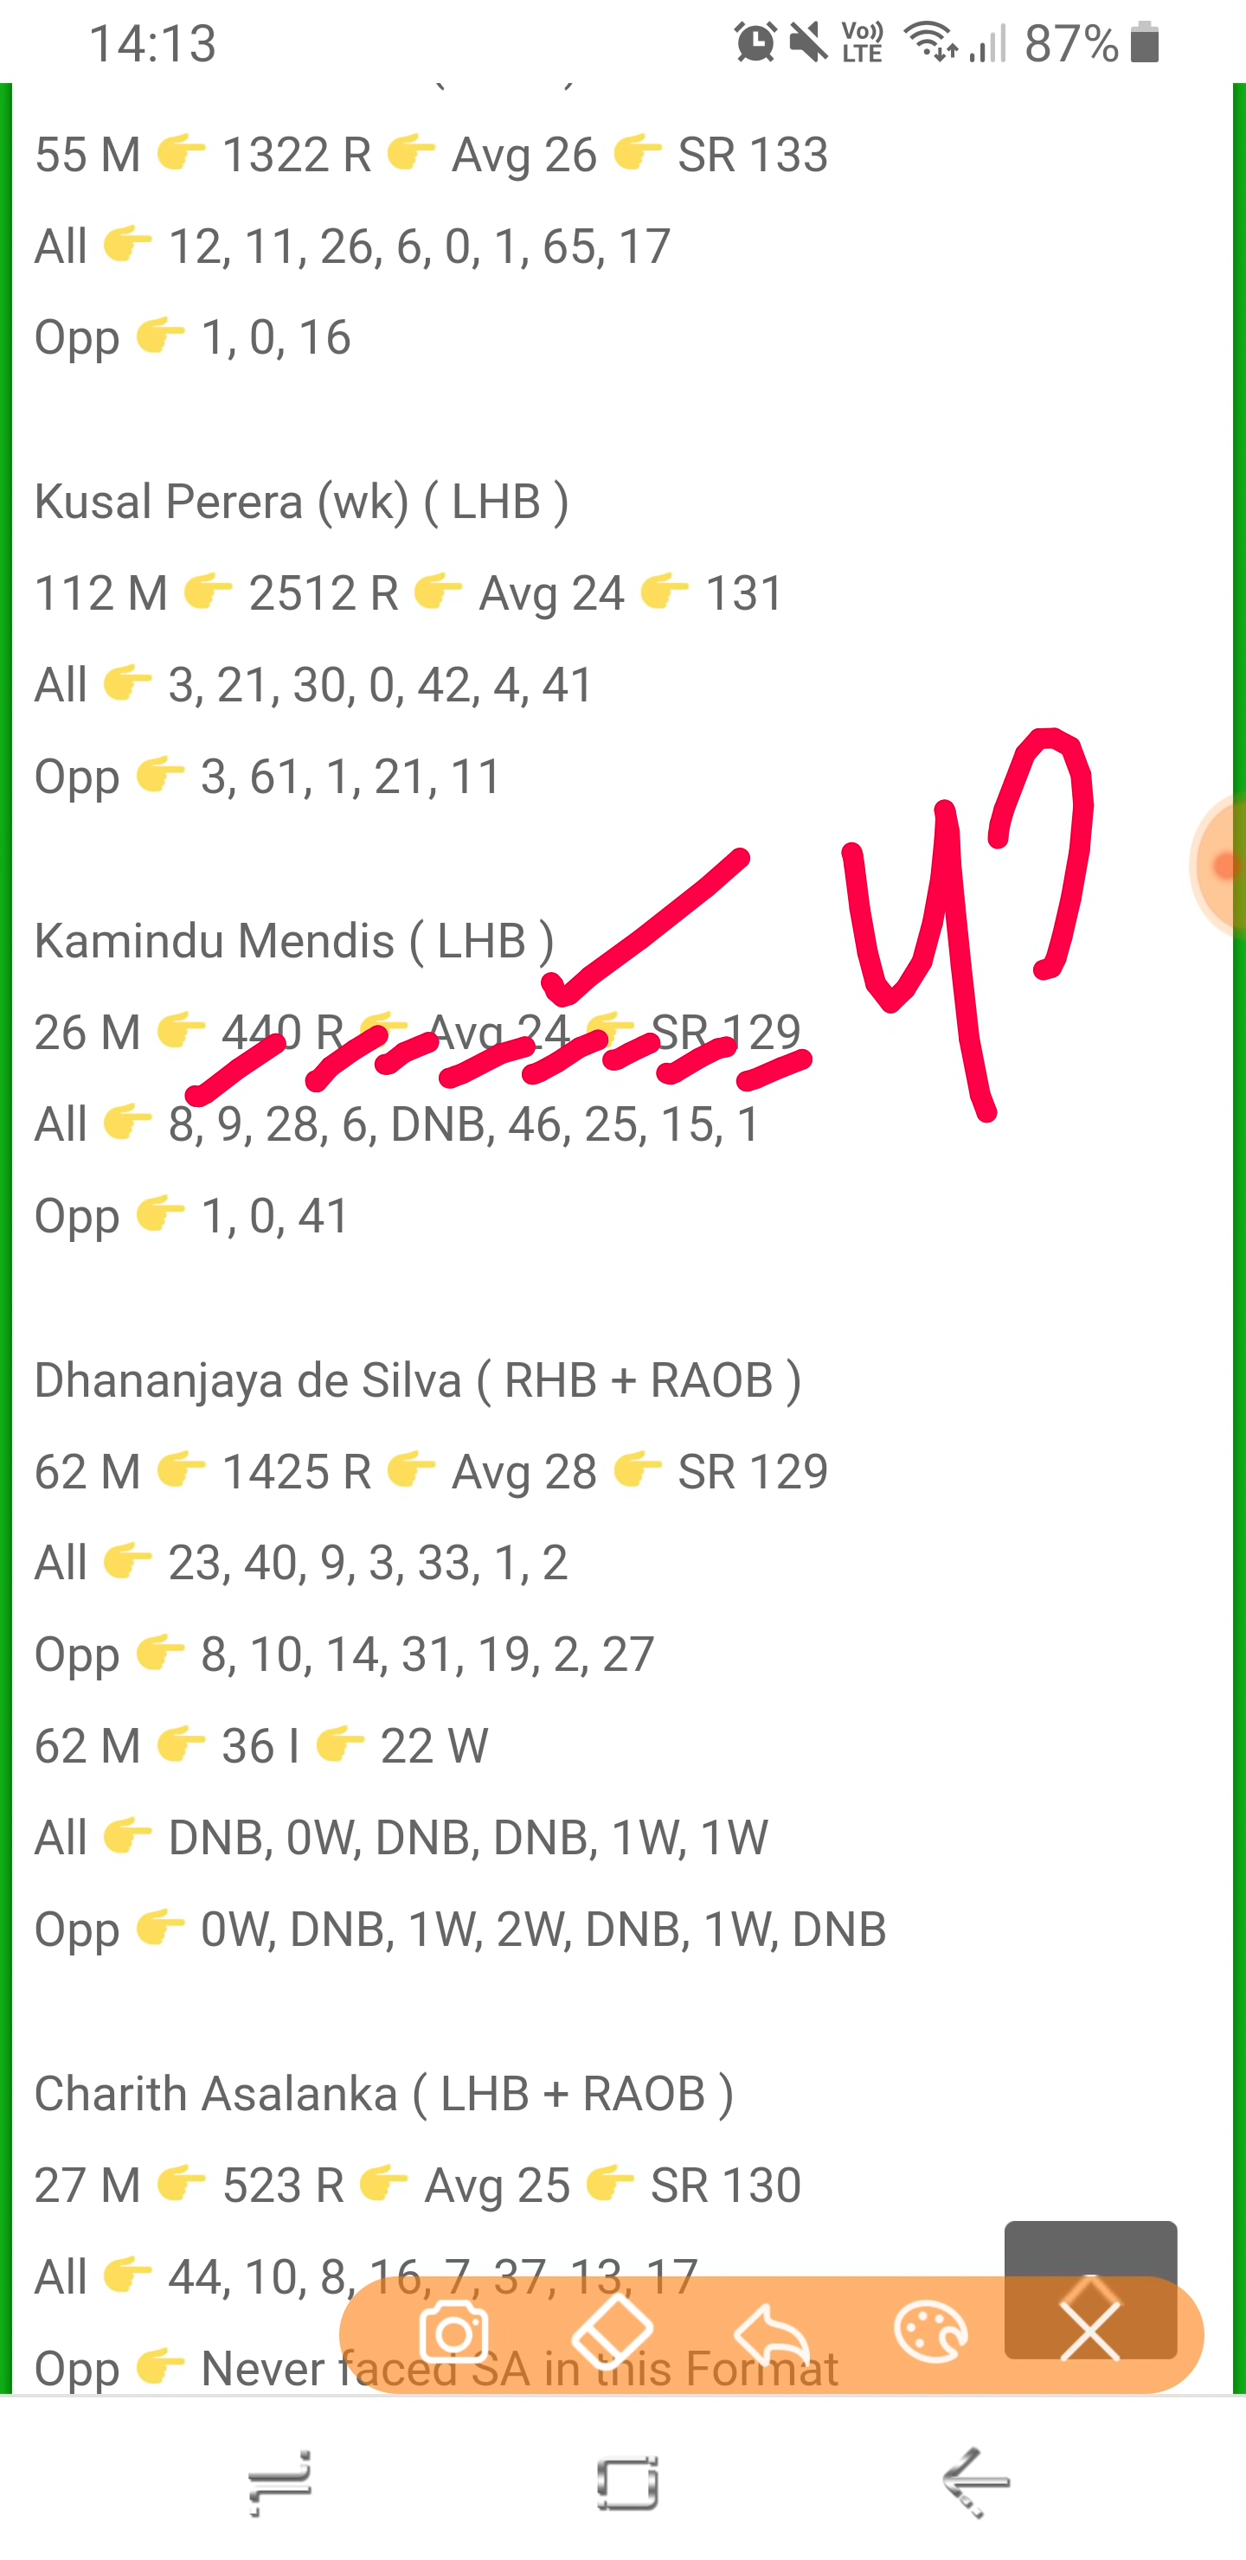 14:13 Vo)) LTE 87%
55 M 👉 1322 R 👉 Avg 26 👉 SR 133
All 👉 12, 11, 26, 6, 0, 1, 65, 17
Opp 👉 1, 0, 16
Kusal Perera (wk) ( LHB )
112 M 👉 2512 R 👉 Avg 24 👉 131
All 👉 3, 21, 30, 0, 42, 4, 41
Opp 👉 3, 61, 1, 21, 11
Kamindu Mendis ( LHB )
26 M 👉 440 R 👉 Avg 24 👉 SR 129
All 👉 8, 9, 28, 6, DNB, 46, 25, 15, 1
Opp 👉 1, 0, 41
Dhananjaya de Silva ( RHB + RAOB )
62 M 👉 1425 R 👉 Avg 28 👉 SR 129
All 👉 23, 40, 9, 3, 33, 1, 2
Opp 👉 8, 10, 14, 31, 19, 2, 27
62 M 👉 36 I 👉 22 W
All 👉 DNB, 0W, DNB, DNB, 1W, 1W
Opp 👉 0W, DNB, 1W, 2W, DNB, 1W, DNB
Charith Asalanka ( LHB + RAOB )
27 M 👉 523 R 👉 Avg 25 👉 SR 130
All 👉 44, 10, 8, 16, 7, 37, 13, 17
Opp 👉 Never faced SA in this Format